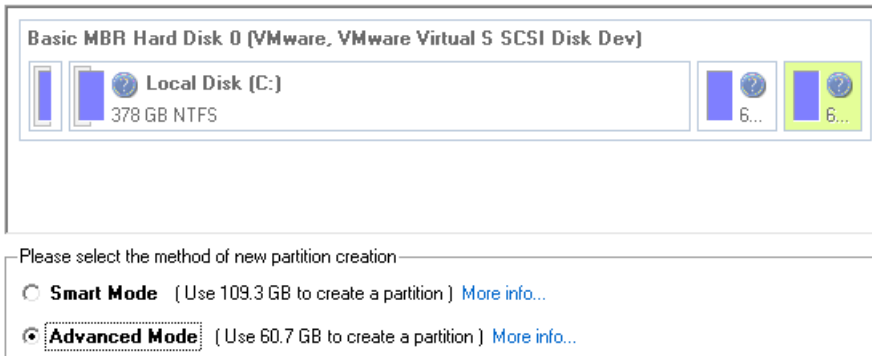 Basic MBR Hard Disk 0 (VMware, VMware Virtual S SCSI Disk Dev)
Local Disk (C:)
378 GB NTFS
6...
6...
Please select the method of new partition creation
Smart Mode ( Use 109.3 GB to create a partition ) More info...
Advanced Mode ( Use 60.7 GB to create a partition ) More info...